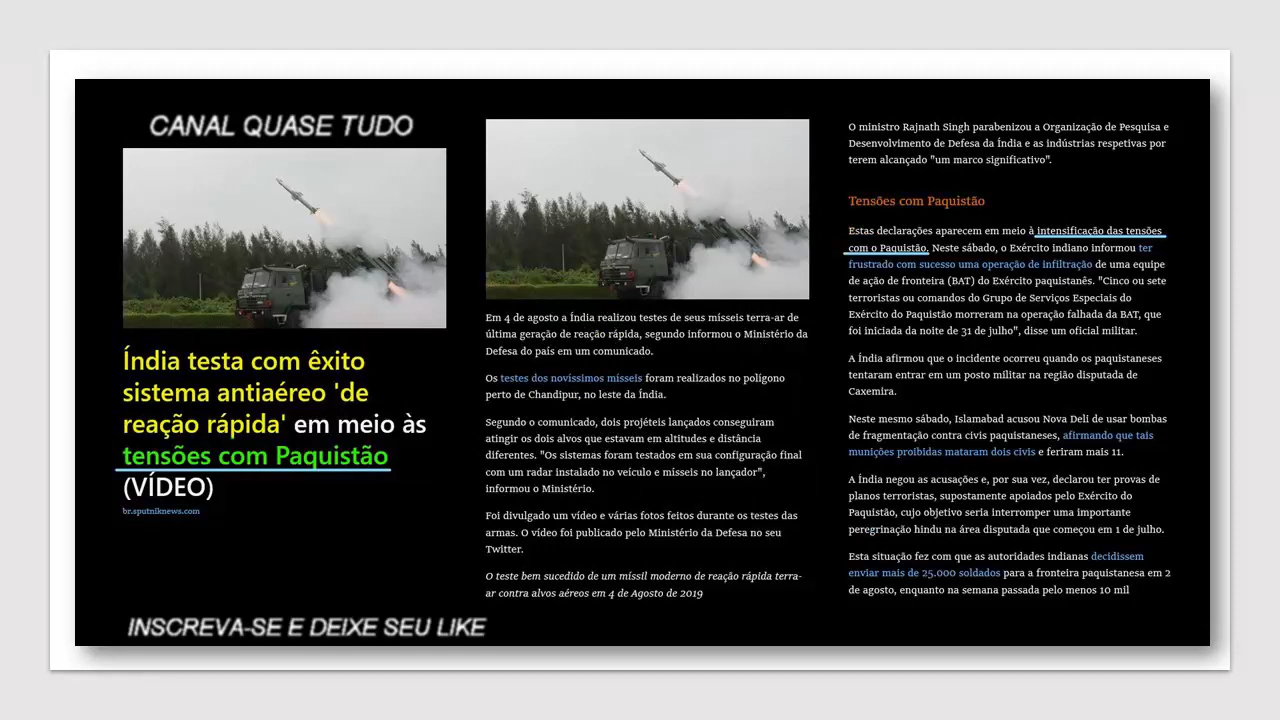 CANAL QUASE TUDO
Índia testa com êxito
sistema antiaéreo 'de
reação rápida' em meio às
tensões com Paquistão
(VÍDEO)
br.sputniknews.com
INSCREVA-SE E DEIXE SEU LIKE
Em 4 de agosto a Índia realizou testes de seus mísseis terra-ar de
última geração de reação rápida, segundo informou o Ministério da
Defesa do país em um comunicado.
Os testes dos novíssimos mísseis foram realizados no polígono
perto de Chandipur, no leste da Índia.
Segundo o comunicado, dois projéteis lançados conseguiram
atingir os dois alvos que estavam em altitudes e distância
diferentes. "Os sistemas foram testados em sua configuração final
com um radar instalado no veículo e mísseis no lançador",
informou o Ministério.
Foi divulgado um vídeo e várias fotos feitos durante os testes das
armas. O vídeo foi publicado pelo Ministério da Defesa no seu
Twitter.
O teste bem sucedido de um míssil moderno de reação rápida terra-
ar contra alvos aéreos em 4 de Agosto de 2019
O ministro Rajnath Singh parabenizou a Organização de Pesquisa e
Desenvolvimento de Defesa da Índia e as indústrias respetivas por
terem alcançado "um marco significativo".
Tensões com Paquistão
Estas declarações aparecem em meio à intensificação das tensões
com o Paquistão. Neste sábado, o Exército indiano informou ter
frustrado com sucesso uma operação de infiltração de uma equipe
de ação de fronteira (BAT) do Exército paquistanês. "Cinco ou sete
terroristas ou comandos do Grupo de Serviços Especiais do
Exército do Paquistão morreram na operação falhada da BAT, que
foi iniciada da noite de 31 de julho", disse um oficial militar.
A Índia afirmou que o incidente ocorreu quando os paquistaneses
tentaram entrar em um posto militar na região disputada de
Caxemira.
Neste mesmo sábado, Islamabad acusou Nova Deli de usar bombas
de fragmentação contra civis paquistaneses, afirmando que tais
munições proibidas mataram dois civis e feriram mais 11.
A Índia negou as acusações e, por sua vez, declarou ter provas de
planos terroristas, supostamente apoiados pelo Exército do
Paquistão, cujo objetivo seria interromper uma importante
peregrinação hindu na área disputada que começou em 1 de julho.
Esta situação fez com que as autoridades indianas decidissem
enviar mais de 25.000 soldados para a fronteira paquistanesa em 2
de agosto, enquanto na semana passada pelo menos 10 mil